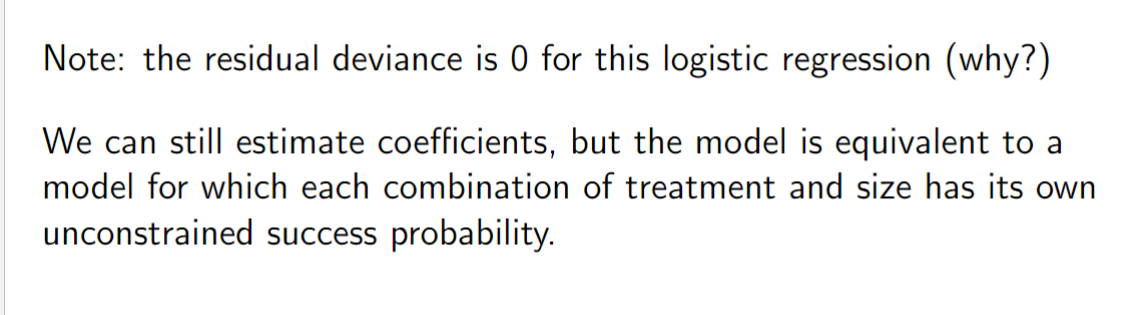 Note: the residual deviance is 0 for this logistic regression (why?)
We can still estimate coefficients, but the model is equivalent to a
model for which each combination of treatment and size has its own
unconstrained success probability.